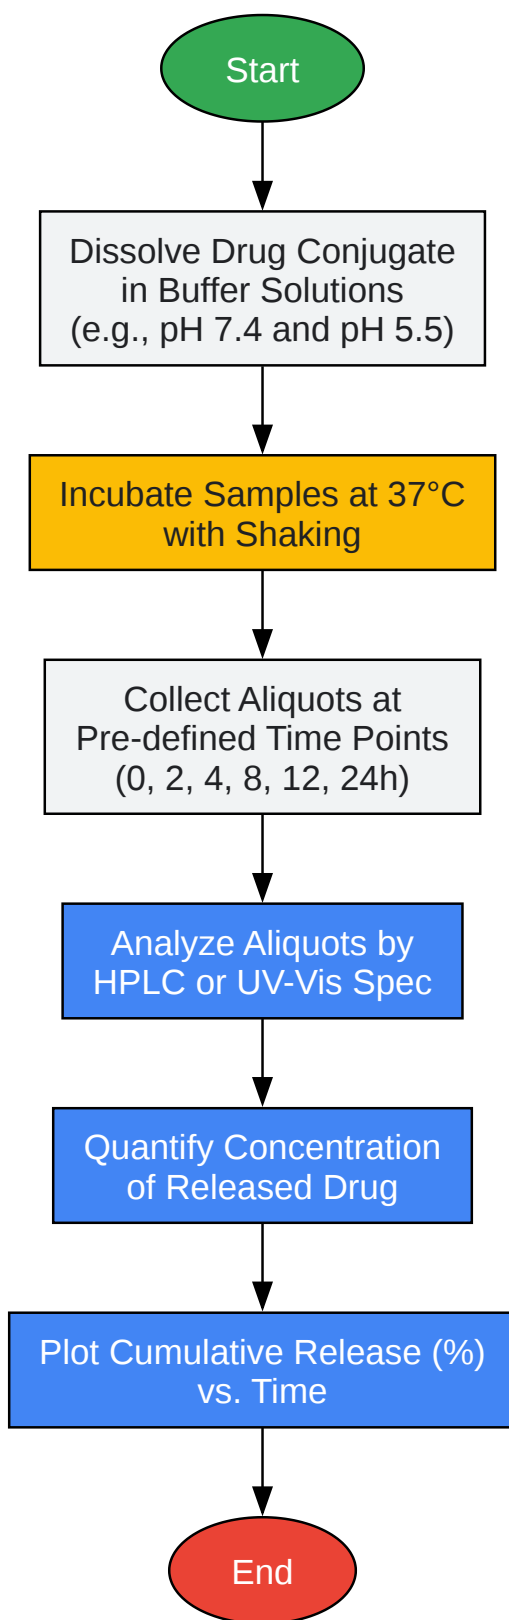 Start
Dissolve Drug Conjugate
in Buffer Solutions
(e.g., pH 7.4 and pH 5.5)
Incubate Samples at 37°C
with Shaking
Collect Aliquots at
Pre-defined Time Points
(0, 2, 4, 8, 12, 24h)
Analyze Aliquots by
HPLC or UV-Vis Spec
Quantify Concentration
of Released Drug
Plot Cumulative Release (%)
vs. Time
End